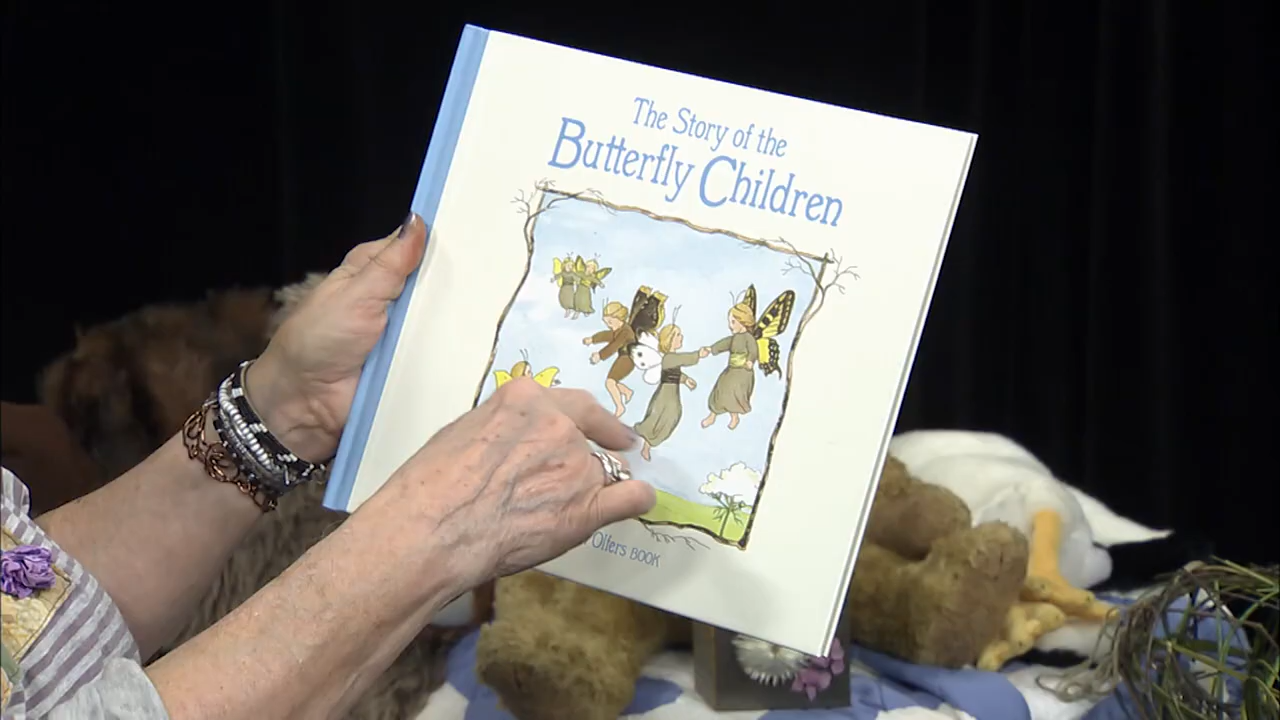 The Story of the
Butterfly Children
Olfers BOOK